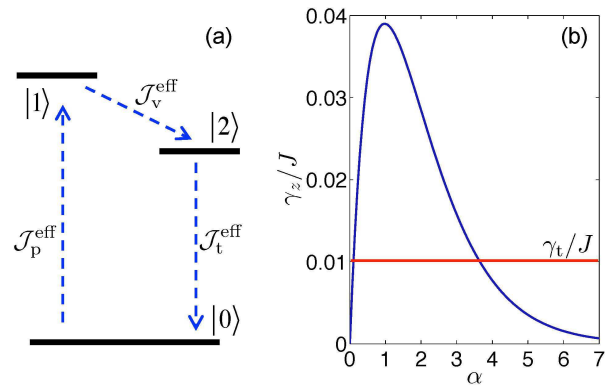 (a)
|1⟩
𝒥_v^eff
|2⟩
𝒥_p^eff
𝒥_t^eff
|0⟩
(b)
0.04
0.03
0.02
0.01
0
γ_z/J
γ_t/J
0 1 2 3 4 5 6 7
α